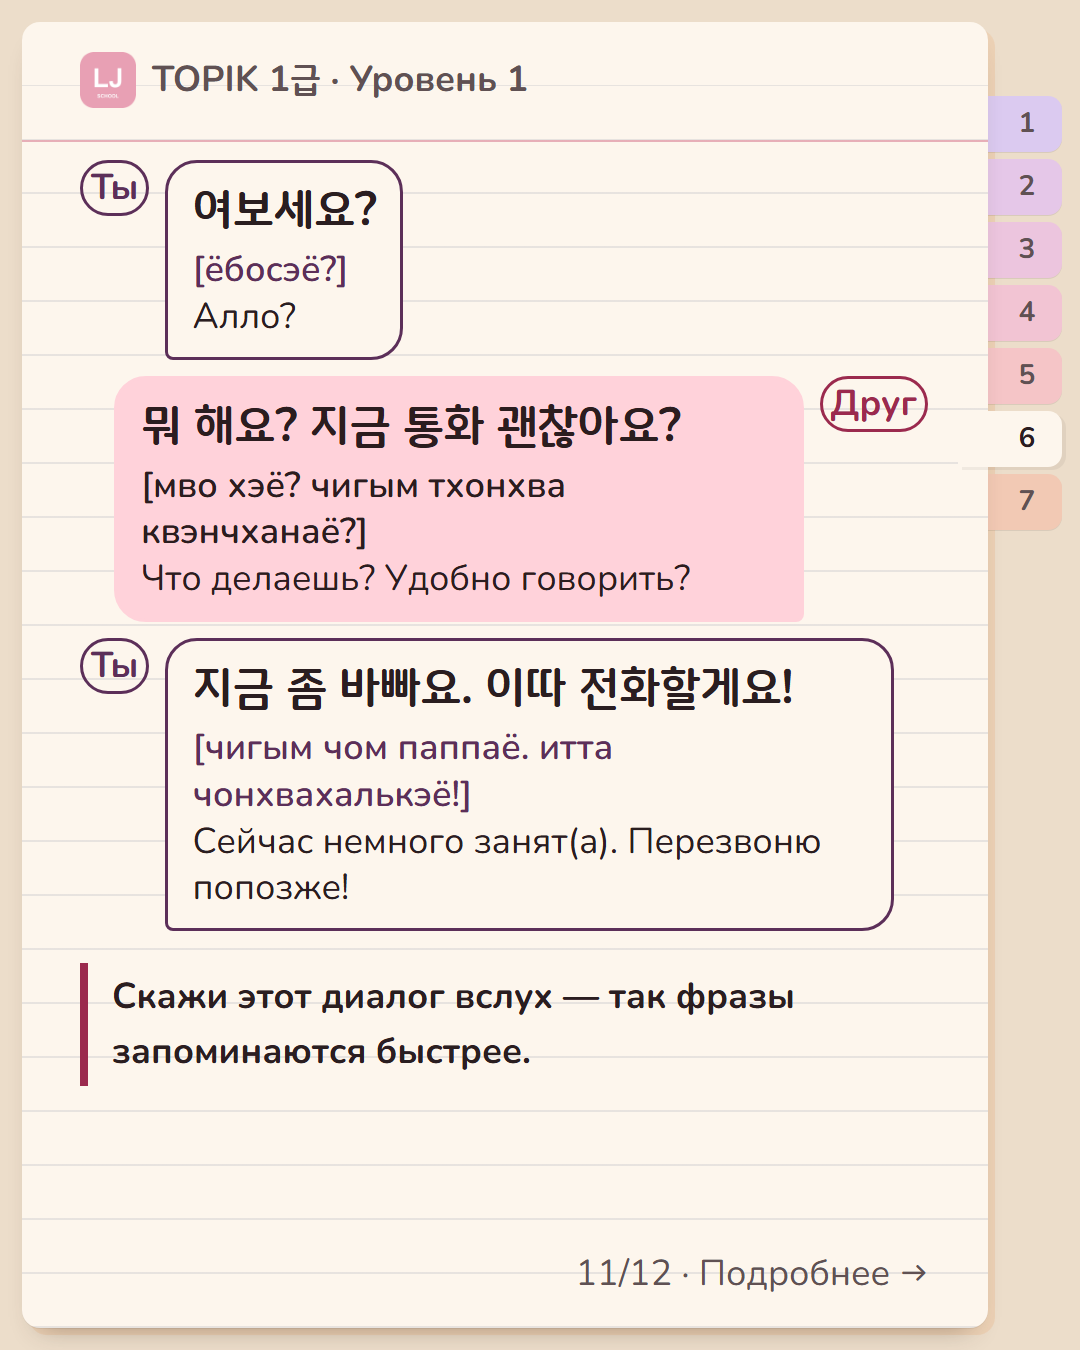 LJ
SCHOOL
TOPIK 1급 · Уровень 1
1
2
3
4
5
6
7
Ты
여보세요?
[ёбосэё?]
Алло?
Друг
뭐 해요? 지금 통화 괜찮아요?
[мво хэё? чигым тхонхва
квэнчханаё?]
Что делаешь? Удобно говорить?
Ты
지금 좀 바빠요. 이따 전화할게요!
[чигым чом паппаё. итта
чонхвахалькэё!]
Сейчас немного занят(а). Перезвоню
попозже!
Скажи этот диалог вслух — так фразы
запоминаются быстрее.
11/12 · Подробнее →